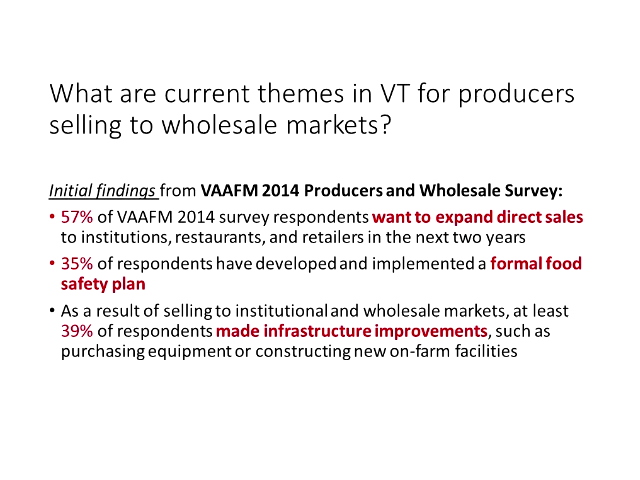 What are current themes in VT for producers
selling to wholesale markets?
Initial findings from VAAFM 2014 Producers and Wholesale Survey:
• 57% of VAAFM 2014 survey respondents want to expand direct sales
to institutions, restaurants, and retailers in the next two years
• 35% of respondents have developed and implemented a formal food
safety plan
• As a result of selling to institutional and wholesale markets, at least
39% of respondents made infrastructure improvements, such as
purchasing equipment or constructing new on-farm facilities